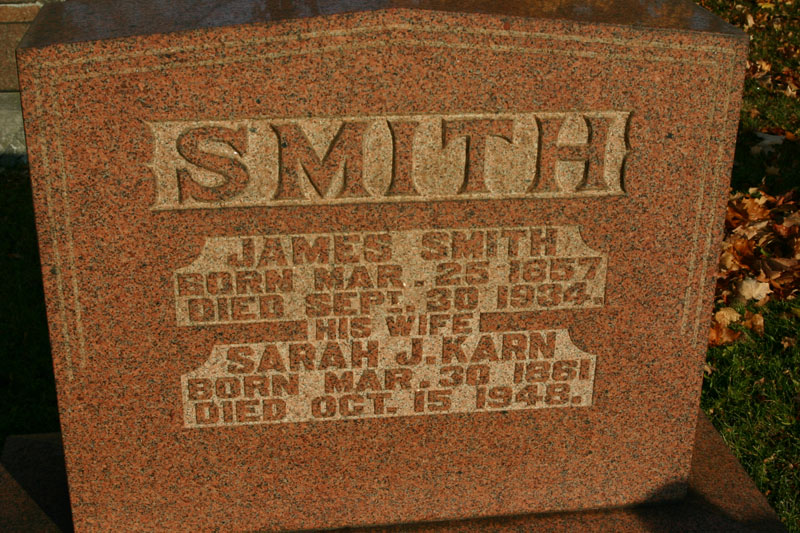 SMITH
JAMES SMITH
BORN MAR. 25 1857
DIED SEPT. 30 1934.
HIS WIFE
SARAH J. KARN
BORN MAR. 30 1861
DIED OCT. 15 1948.